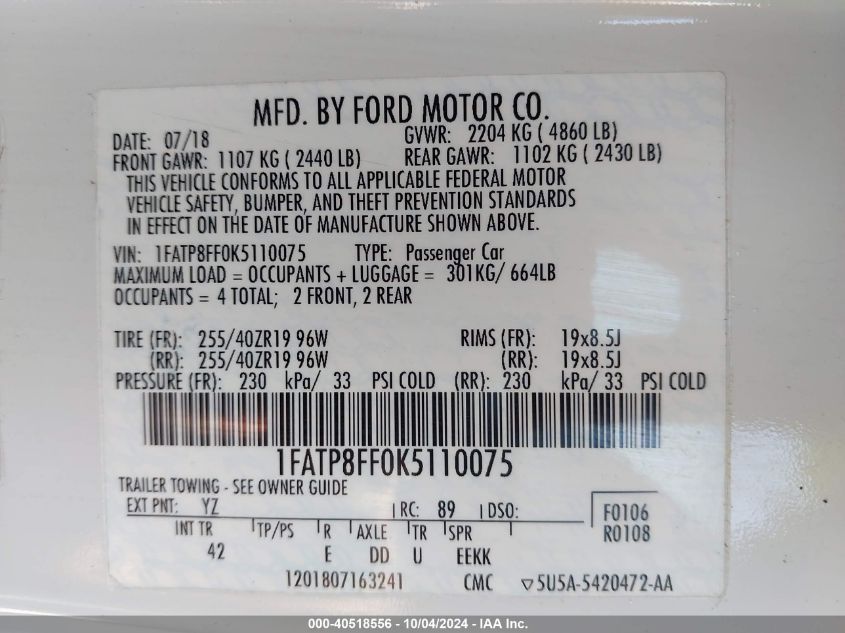 MFD. BY FORD MOTOR CO.
DATE: 07/18 GVWR: 2204 KG ( 4860 LB)
FRONT GAWR: 1107 KG ( 2440 LB) REAR GAWR: 1102 KG ( 2430 LB)
THIS VEHICLE CONFORMS TO ALL APPLICABLE FEDERAL MOTOR
VEHICLE SAFETY, BUMPER, AND THEFT PREVENTION STANDARDS
IN EFFECT ON THE DATE OF MANUFACTURE SHOWN ABOVE.
VIN: 1FATP8FF0K5110075 TYPE: Passenger Car
MAXIMUM LOAD = OCCUPANTS + LUGGAGE = 301KG/ 664LB
OCCUPANTS = 4 TOTAL; 2 FRONT, 2 REAR
TIRE (FR): 255/40ZR19 96W RIMS (FR): 19x8.5J
(RR): 255/40ZR19 96W (RR): 19x8.5J
PRESSURE (FR): 230 kPa/ 33 PSI COLD (RR): 230 kPa/ 33 PSI COLD
1FATP8FF0K5110075
TRAILER TOWING - SEE OWNER GUIDE
EXT PNT: YZ RC: 89 DSO: F0106
INT TR TP/PS R AXLE TR SPR R0108
42 E DD U EEKK
1201807163241 CMC ▽5U5A-5420472-AA
000-40518556 - 10/04/2024 - IAA Inc.